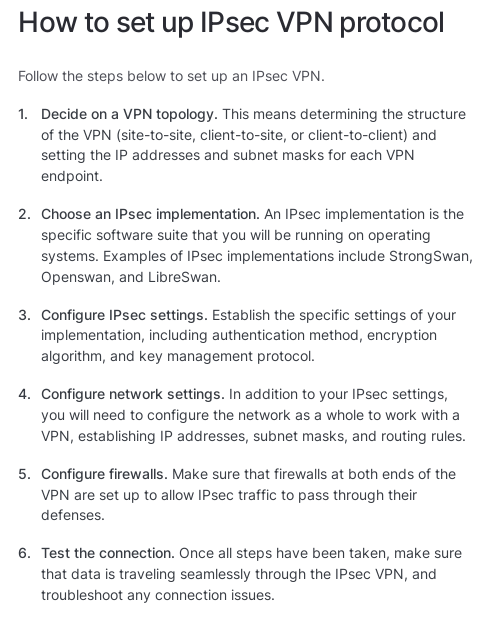 How to set up IPsec VPN protocol
Follow the steps below to set up an IPsec VPN.
1. Decide on a VPN topology. This means determining the structure
of the VPN (site-to-site, client-to-site, or client-to-client) and
setting the IP addresses and subnet masks for each VPN
endpoint.
2. Choose an IPsec implementation. An IPsec implementation is the
specific software suite that you will be running on operating
systems. Examples of IPsec implementations include StrongSwan,
Openswan, and LibreSwan.
3. Configure IPsec settings. Establish the specific settings of your
implementation, including authentication method, encryption
algorithm, and key management protocol.
4. Configure network settings. In addition to your IPsec settings,
you will need to configure the network as a whole to work with a
VPN, establishing IP addresses, subnet masks, and routing rules.
5. Configure firewalls. Make sure that firewalls at both ends of the
VPN are set up to allow IPsec traffic to pass through their
defenses.
6. Test the connection. Once all steps have been taken, make sure
that data is traveling seamlessly through the IPsec VPN, and
troubleshoot any connection issues.